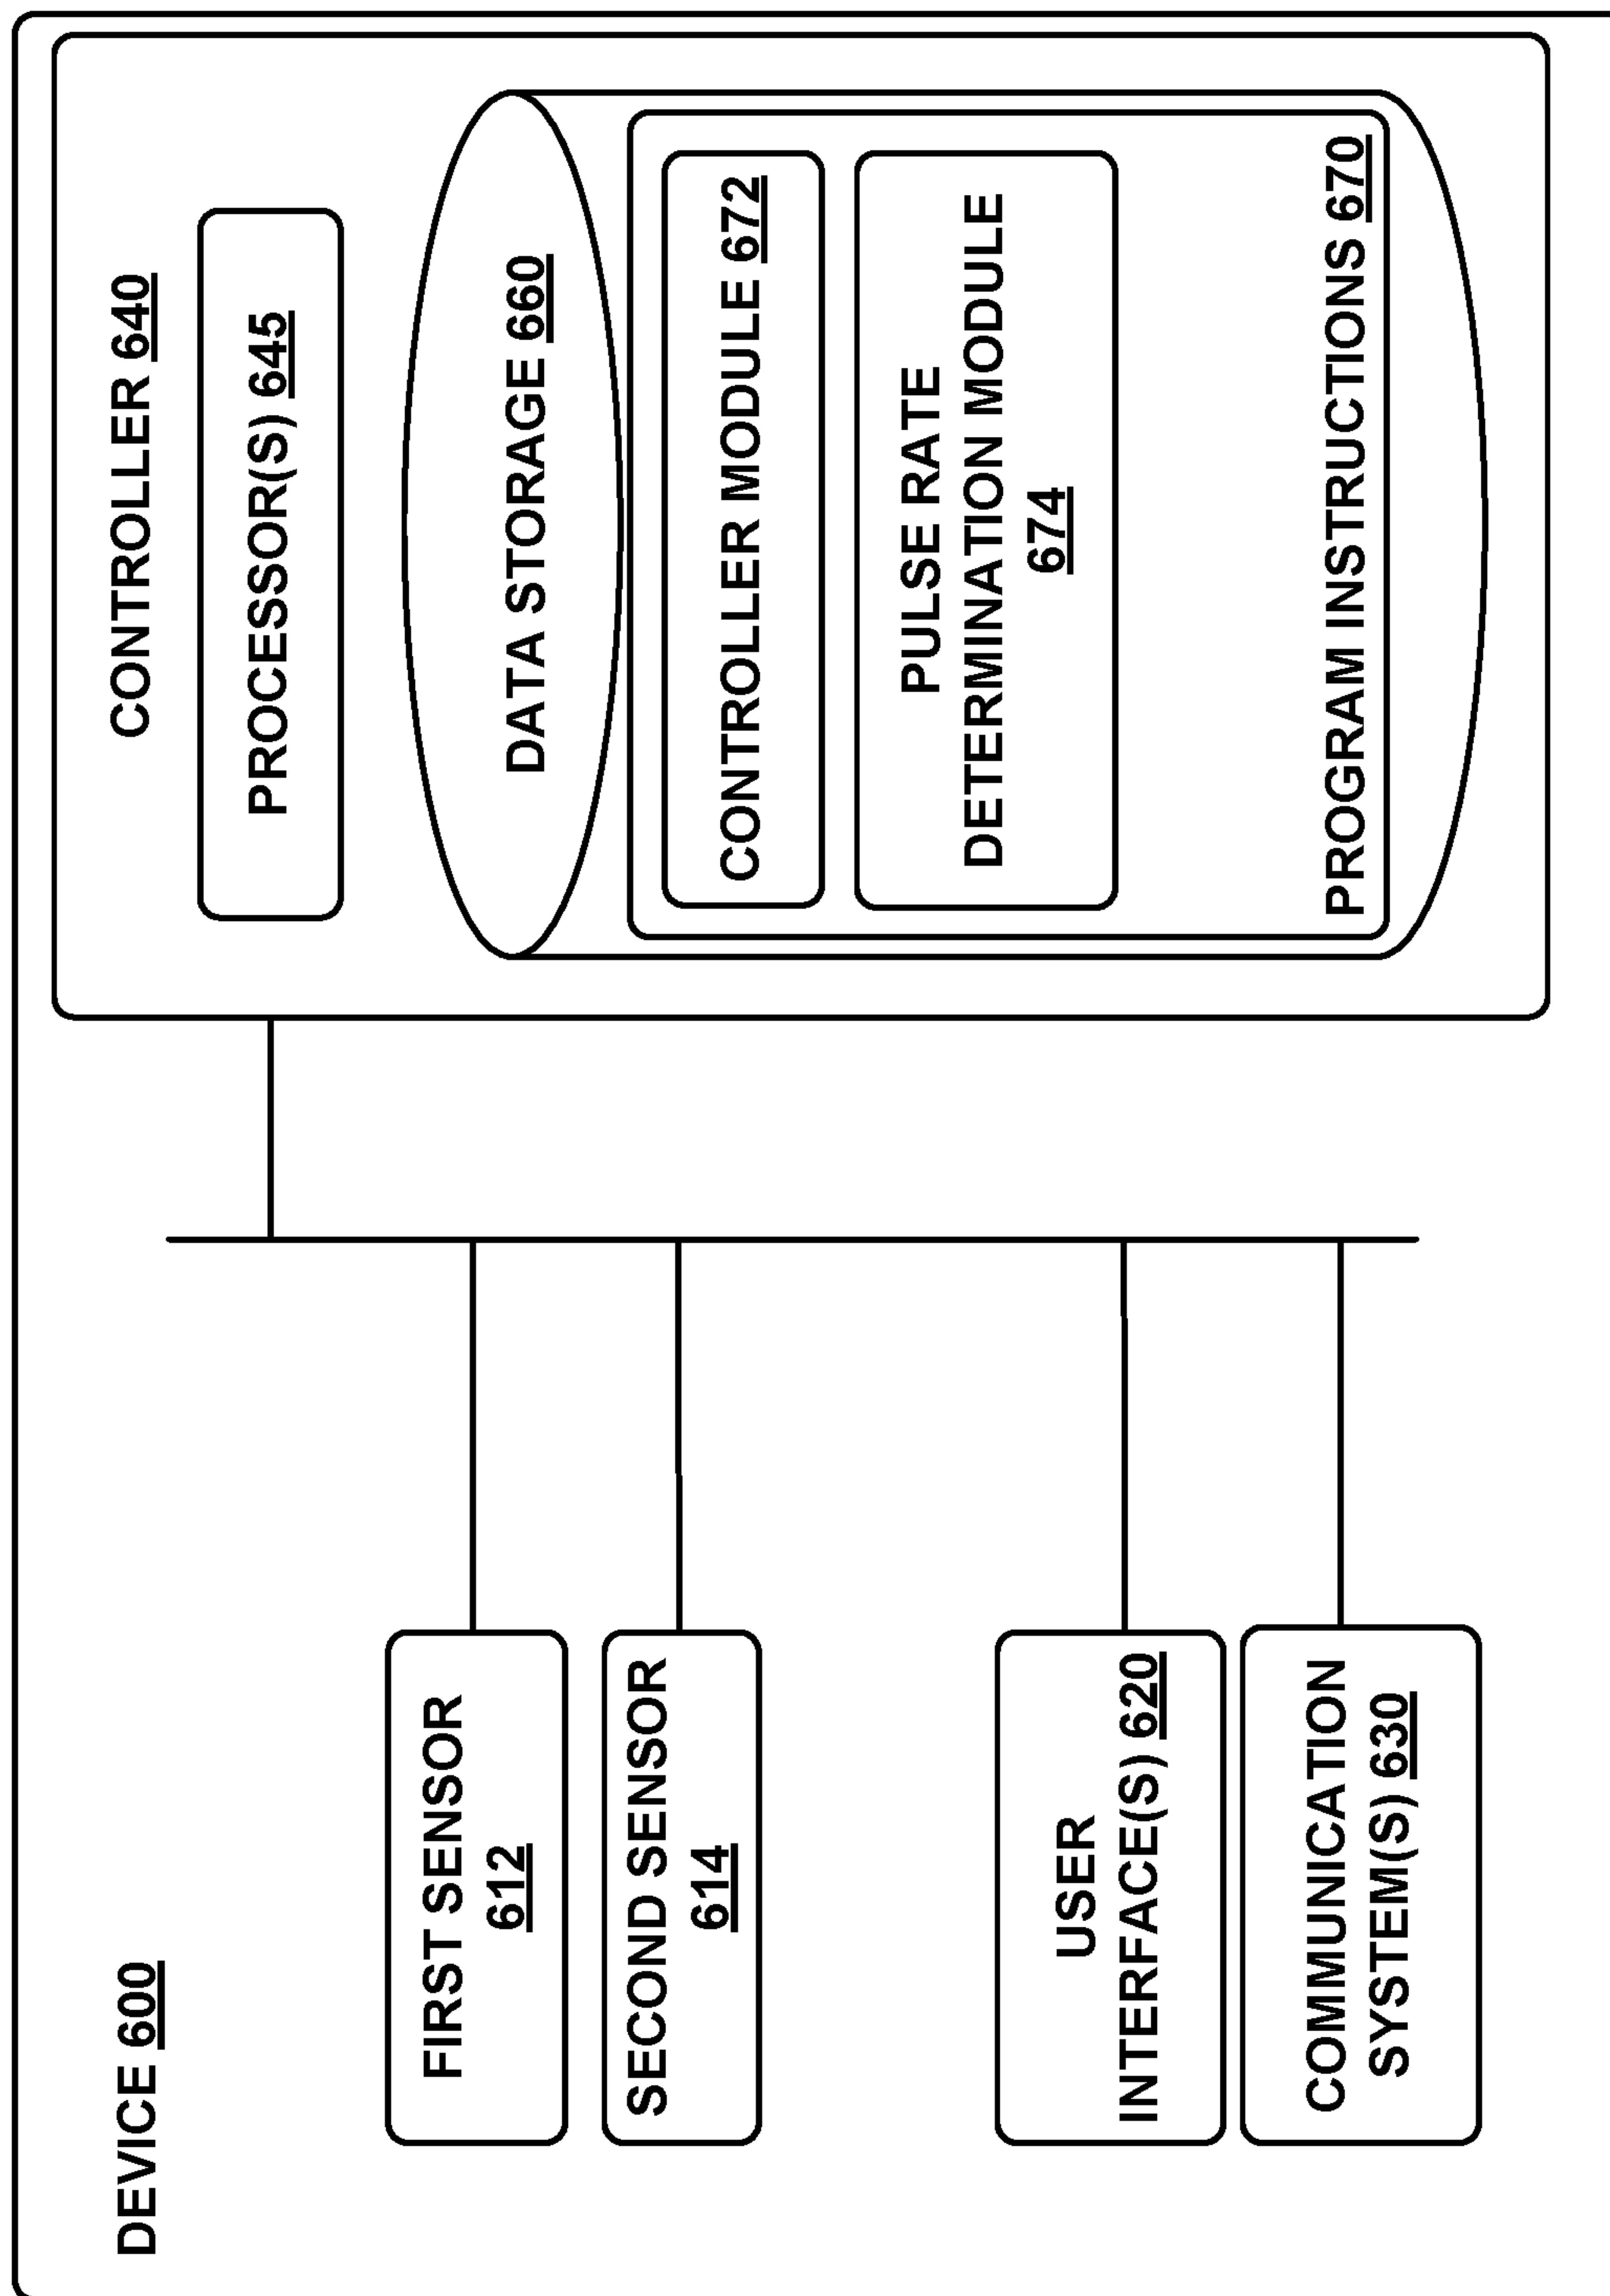 DEVICE 600
FIRST SENSOR
612
SECOND SENSOR
614
USER
INTERFACE(S) 620
COMMUNICATION
SYSTEM(S) 630
CONTROLLER 640
PROCESSOR(S) 645
DATA STORAGE 660
CONTROLLER MODULE 672
PULSE RATE
DETERMINATION MODULE
674
PROGRAM INSTRUCTIONS 670